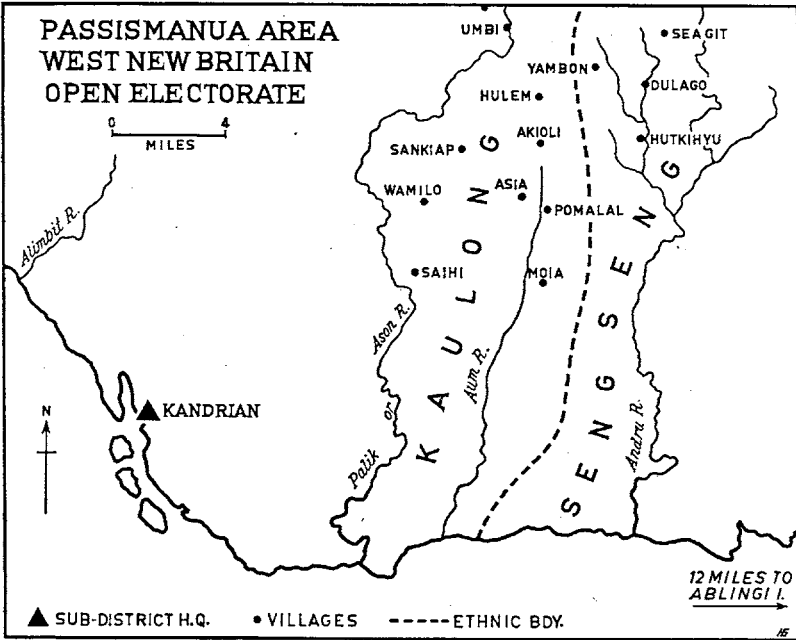 PASSISMANUA AREA
WEST NEW BRITAIN
OPEN ELECTORATE
0 4
MILES
UMBI
SEAGIT
YAMBON
DULAGO
HULEM
AKIOLI
HUTKIHYU
SANKIAP
WAMILO
ASIA
POMALAL
Alimbit R.
SAIHI
MOIA
KAULONG
SENGSENG
Palik or Ason R.
Aum R.
Andru R.
N
KANDRIAN
12 MILES TO
ABLINGI I.
SUB-DISTRICT H.Q. VILLAGES ETHNIC BDY.